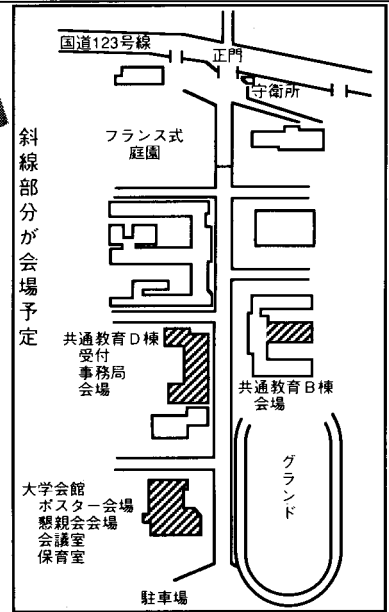 国道123号線
正門
守衛所
フランス式
庭園
斜線部分が会場予定
共通教育D棟
受付
事務局
会場
共通教育B棟
会場
グランド
大学会館
ポスター会場
懇親会会場
会議室
保育室
駐車場